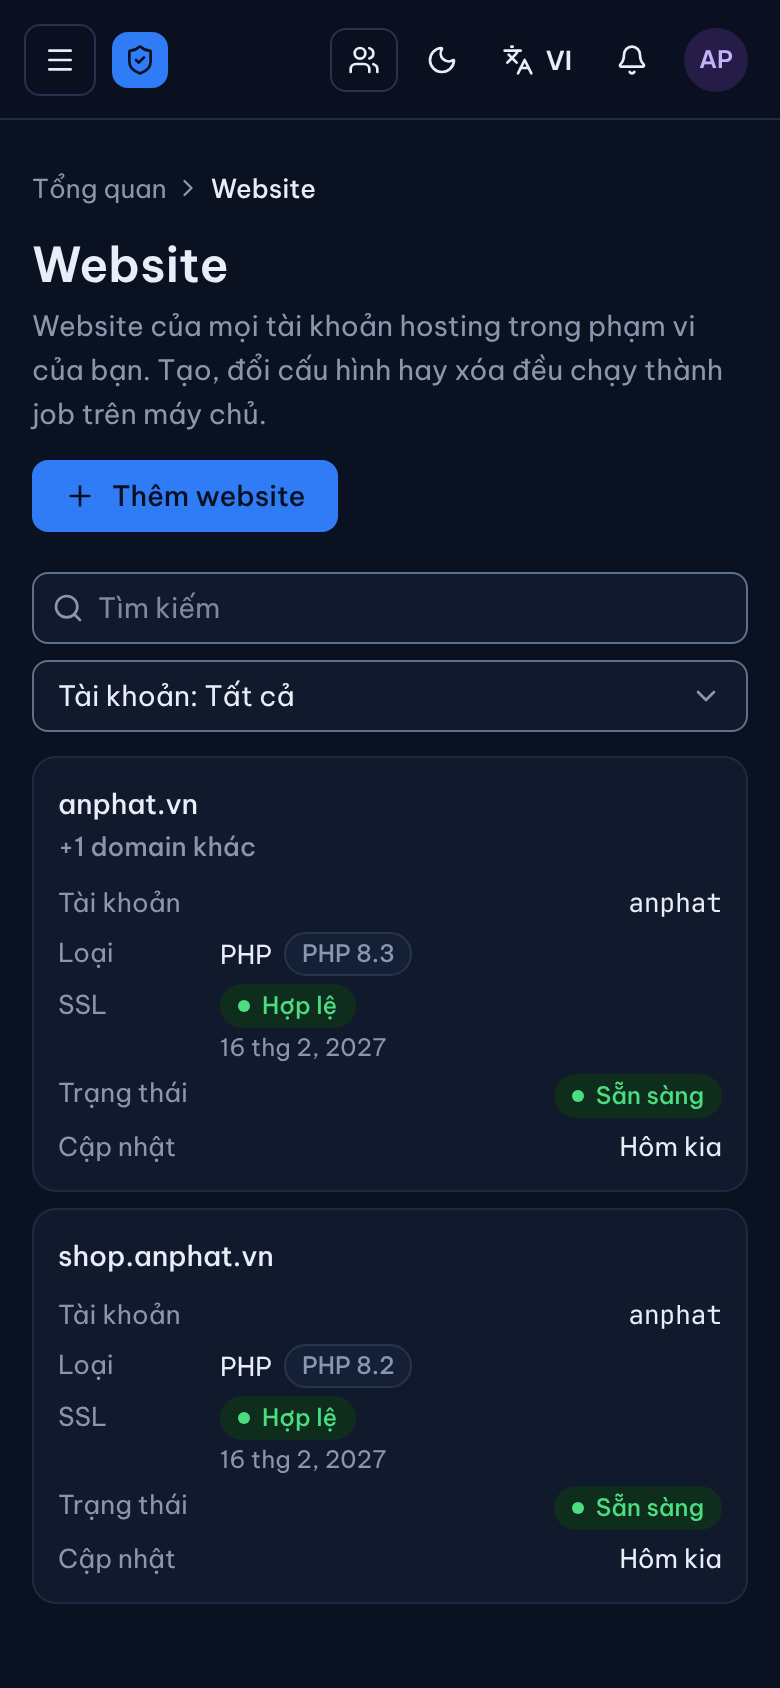 VI
AP
Tổng quan > Website
Website
Website của mọi tài khoản hosting trong phạm vi
của bạn. Tạo, đổi cấu hình hay xóa đều chạy thành
job trên máy chủ.
+ Thêm website
Tìm kiếm
Tài khoản: Tất cả
anphat.vn
+1 domain khác
Tài khoản anphat
Loại PHP PHP 8.3
SSL Hợp lệ
16 thg 2, 2027
Trạng thái Sẵn sàng
Cập nhật Hôm kia
shop.anphat.vn
Tài khoản anphat
Loại PHP PHP 8.2
SSL Hợp lệ
16 thg 2, 2027
Trạng thái Sẵn sàng
Cập nhật Hôm kia